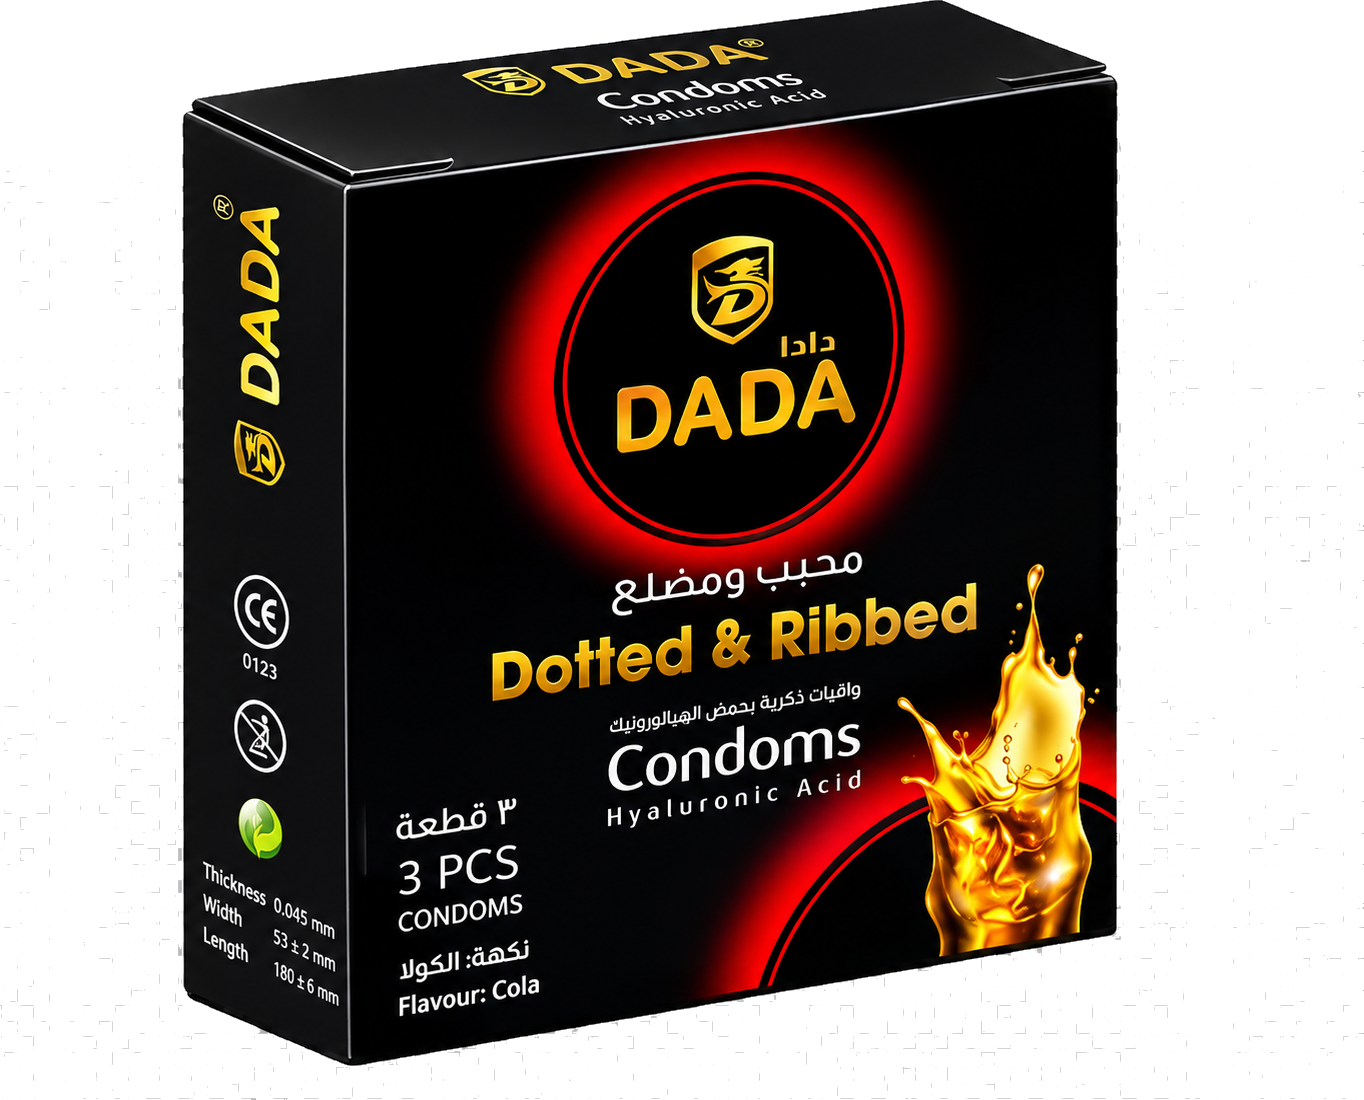 DADA®
Condoms
Hyaluronic Acid
DADA®
CE
0123
Thickness 0.045 mm
Width 53 ± 2 mm
Length 180 ± 6 mm
دادا
DADA
محبب ومضلع
Dotted & Ribbed
واقيات ذكرية بحمض الهيالورونيك
Condoms
Hyaluronic Acid
٣ قطعة
3 PCS
CONDOMS
نكهة: الكولا
Flavour: Cola